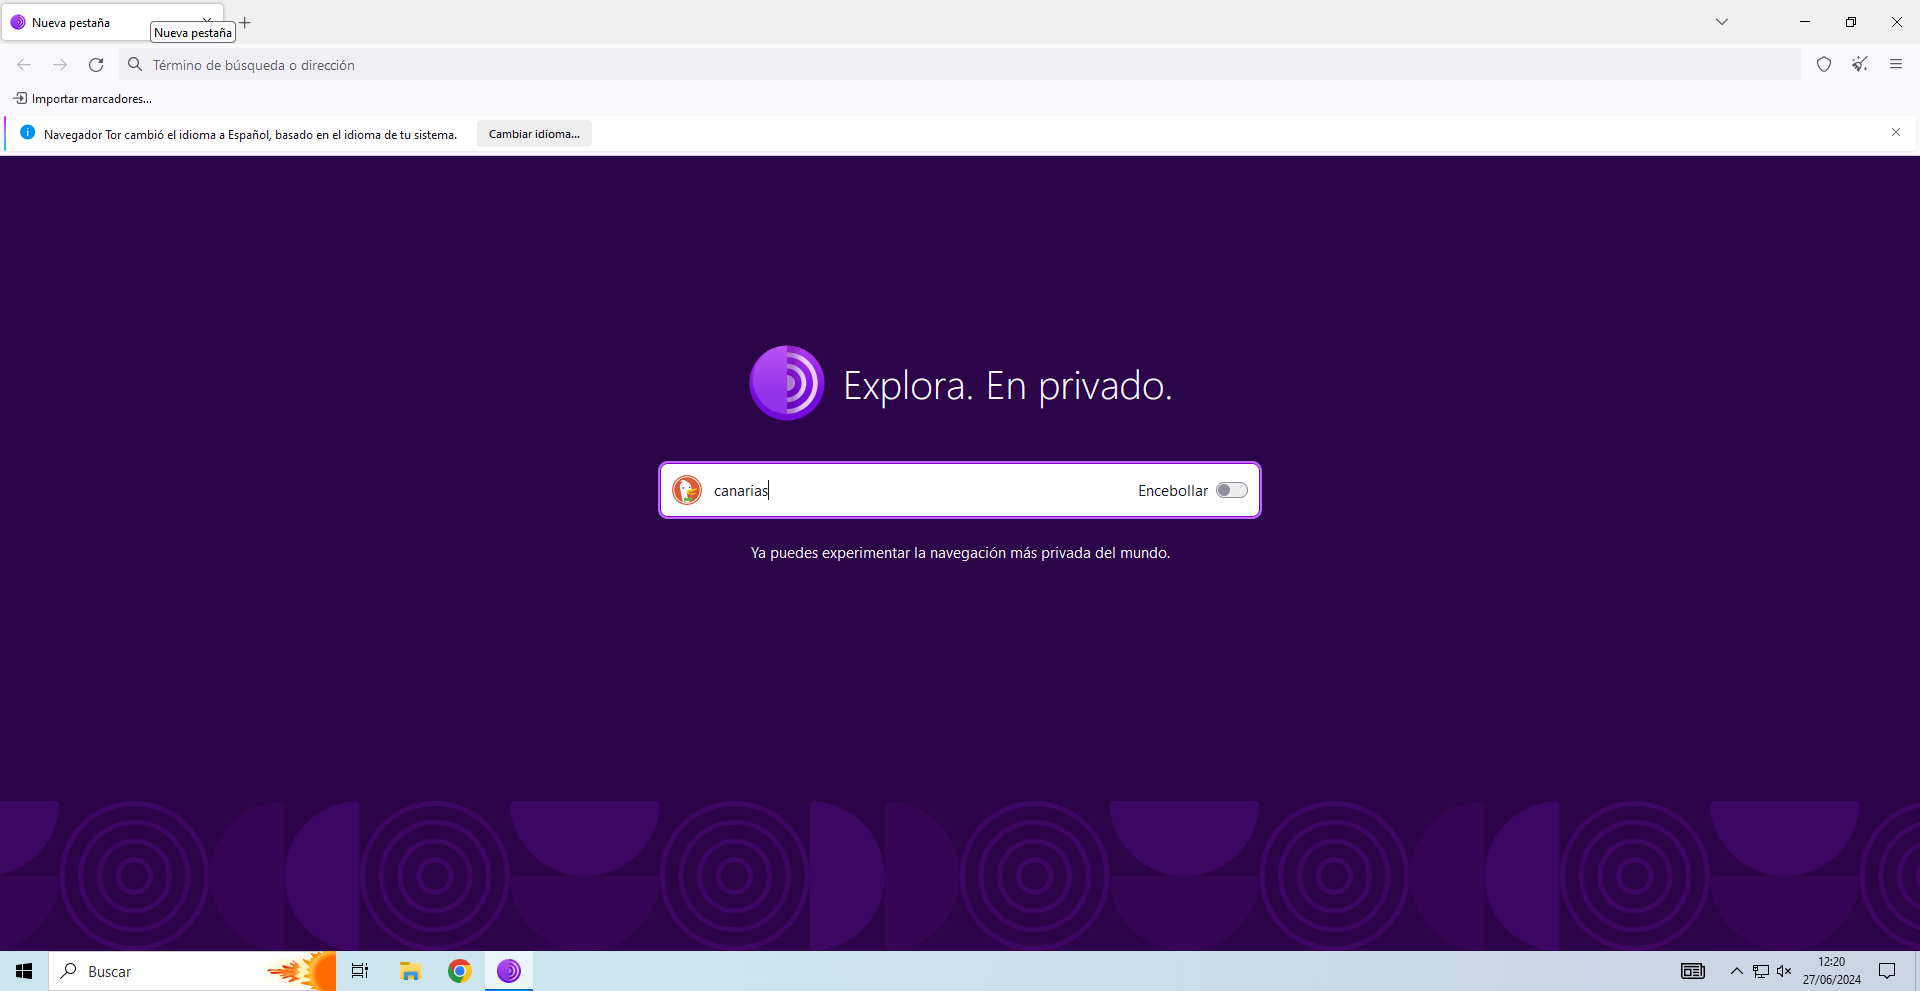 Nueva pestaña
Nueva pestaña
Término de búsqueda o dirección
Importar marcadores...
Navegador Tor cambió el idioma a Español, basado en el idioma de tu sistema.
Cambiar idioma...
Explora. En privado.
canarias
Encebollar
Ya puedes experimentar la navegación más privada del mundo.
Buscar
12:20
27/06/2024